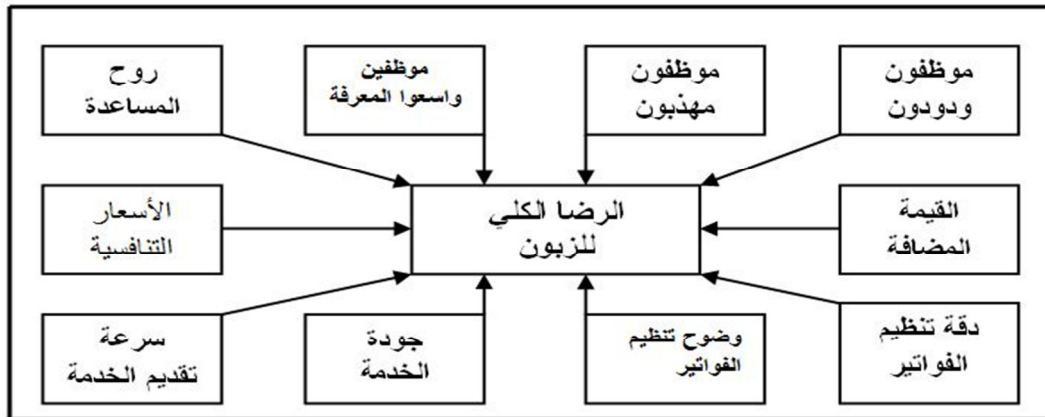 موظفون
ودودون
موظفون
مهذبون
موظفين
واسعوا المعرفة
روح
المساعدة
القيمة
المضافة
الرضا الكلي
للزبون
الأسعار
التنافسية
دقة تنظيم
الفواتير
وضوح تنظيم
الفواتير
جودة
الخدمة
سرعة
تقديم الخدمة